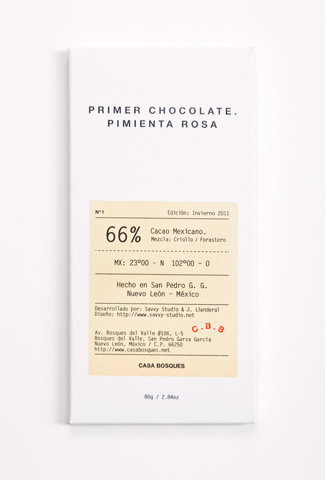 PRIMER CHOCOLATE.
PIMIENTA ROSA
Nº1 Edición: Invierno 2011
66% Cacao Mexicano.
Mezcla: Criollo / Forastero
MX: 23º00 - N 102º00 - O
Hecho en San Pedro G. G.
Nuevo León - México
Desarrollado por: Savvy Studio & J. Llanderal
Diseño: http://www.savvy-studio.net
C.B.B
Av. Bosques del Valle #106, L-5
Bosques del Valle, San Pedro Garza García
Nuevo León, México / C.P. 66250
http://www.casabosques.net
CASA BOSQUES
80g / 2.84oz